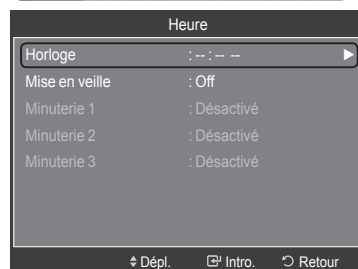 Heure
Horloge : -- : -- --
Mise en veille : Off
Minuterie 1 : Désactivé
Minuterie 2 : Désactivé
Minuterie 3 : Désactivé
Dépl. Intro. Retour